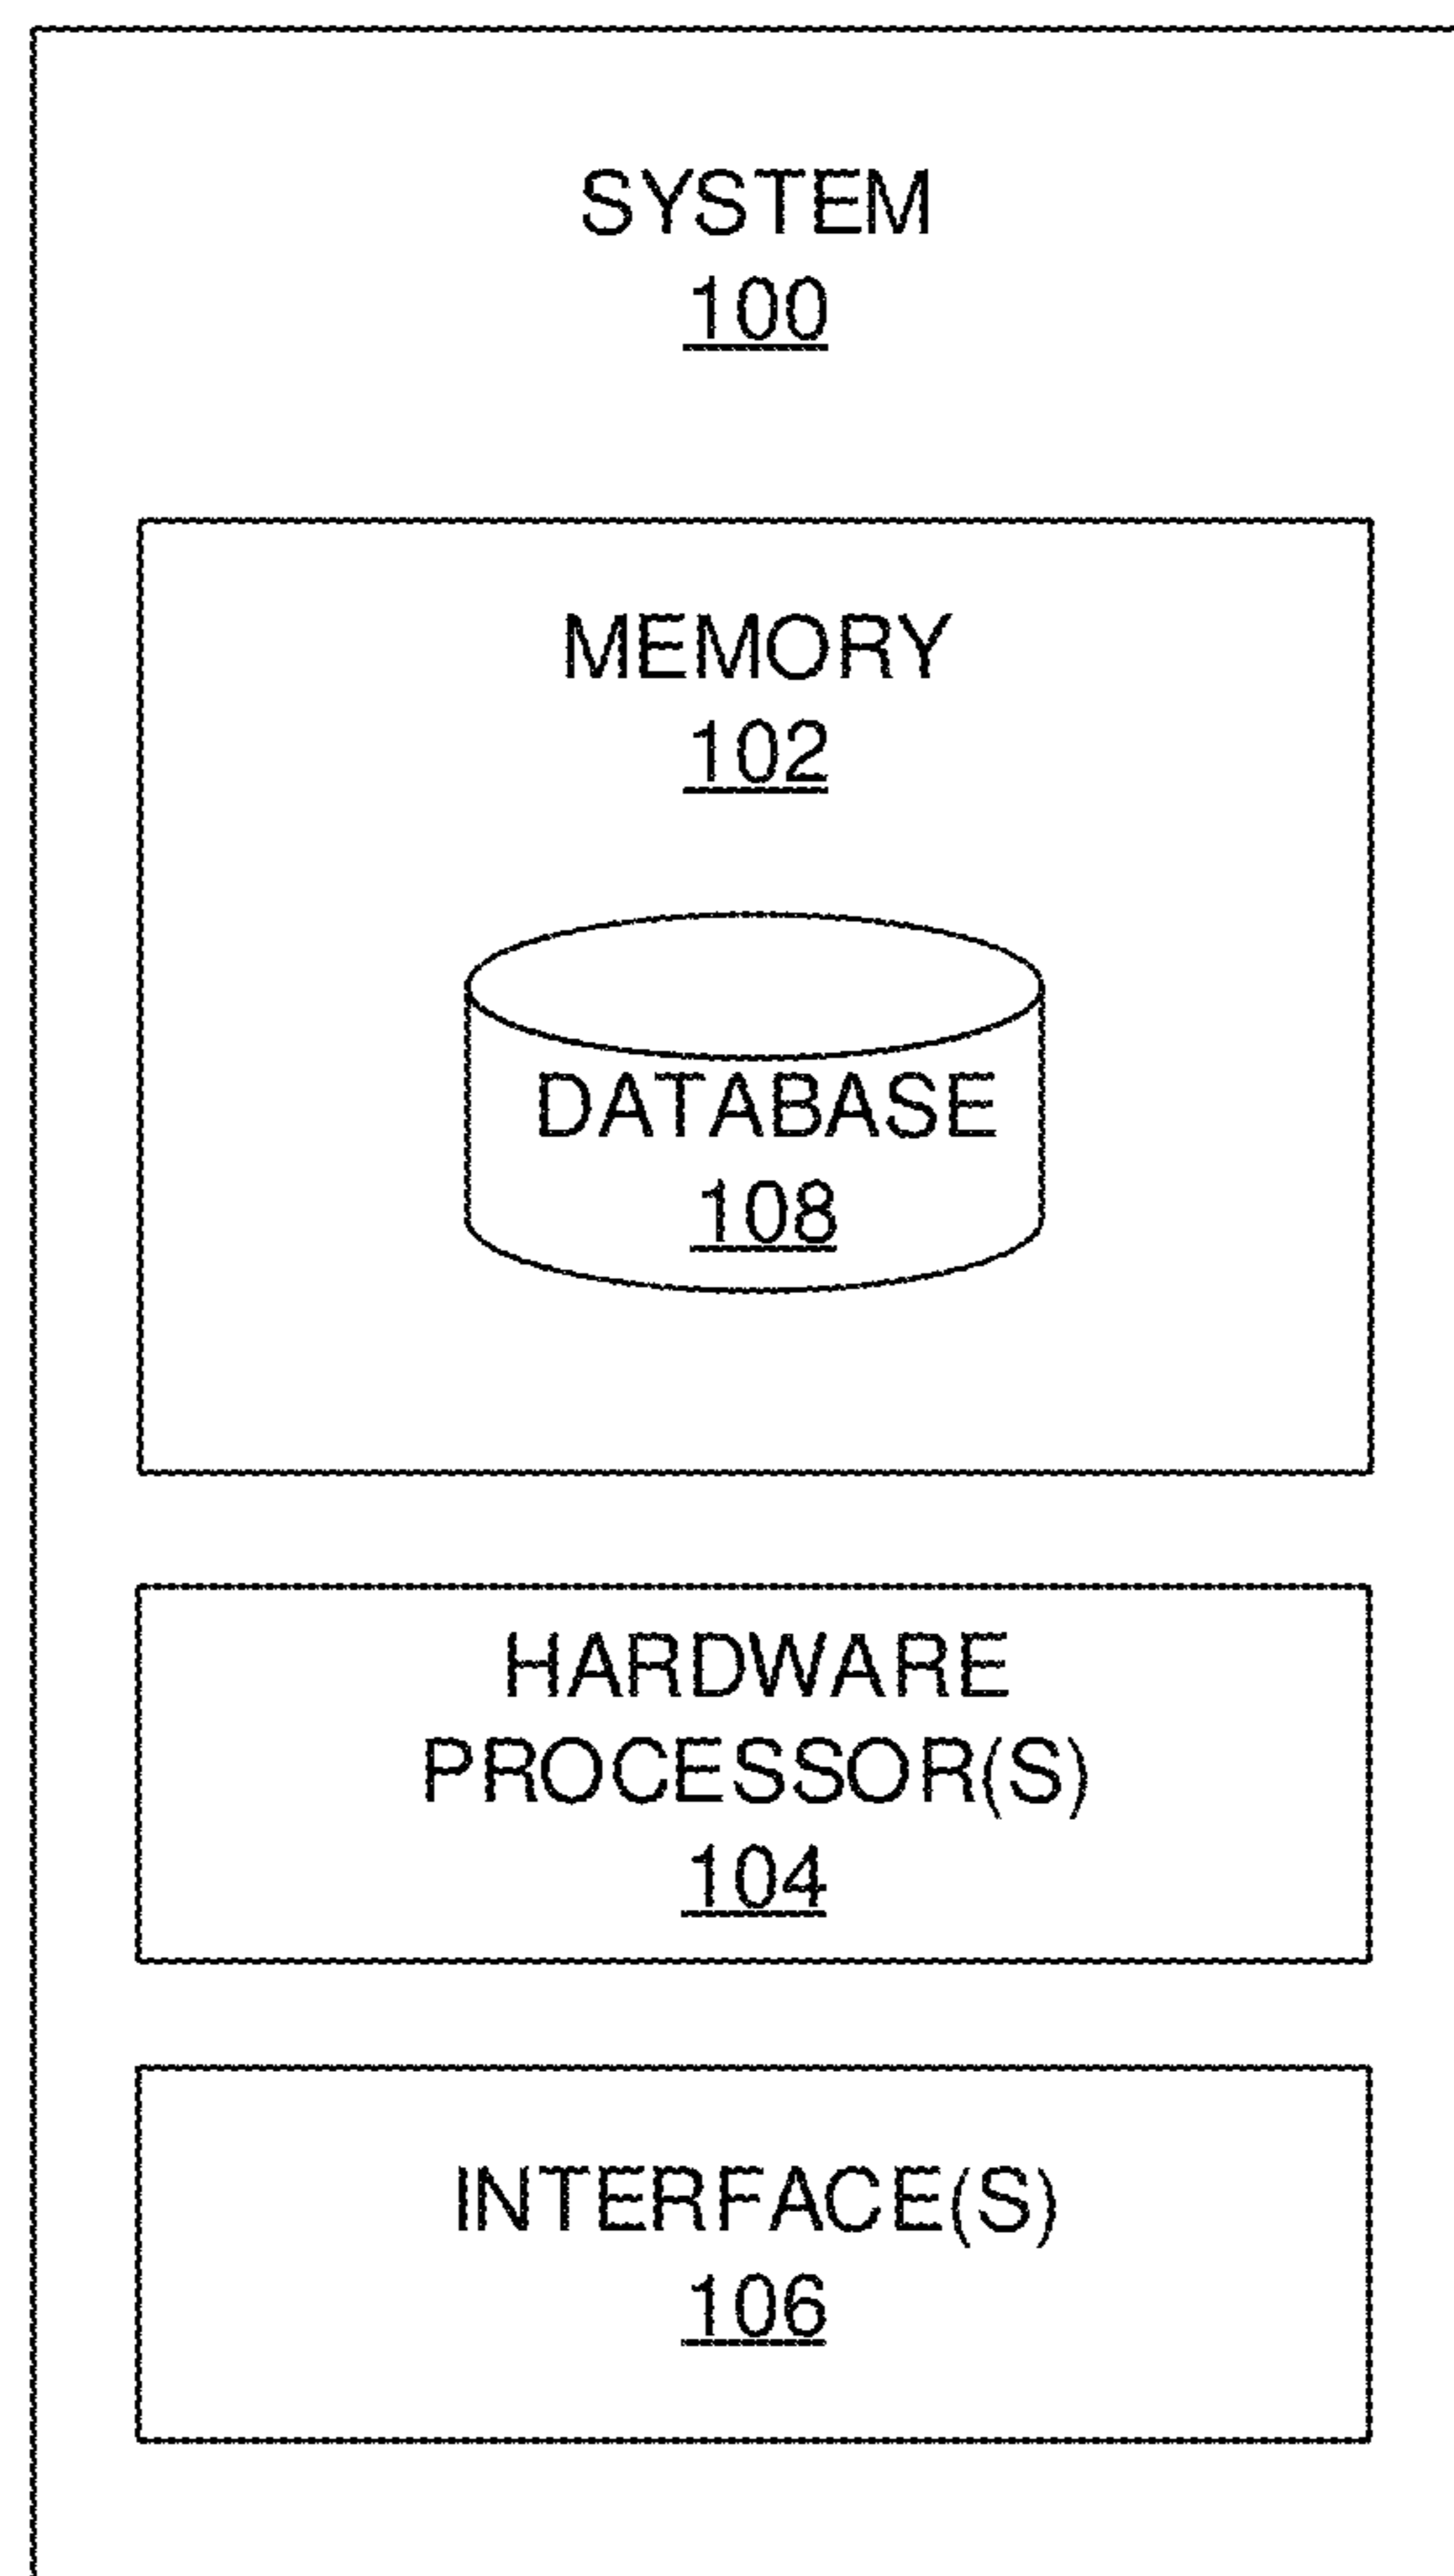 SYSTEM
100
MEMORY
102
DATABASE
108
HARDWARE
PROCESSOR(S)
104
INTERFACE(S)
106